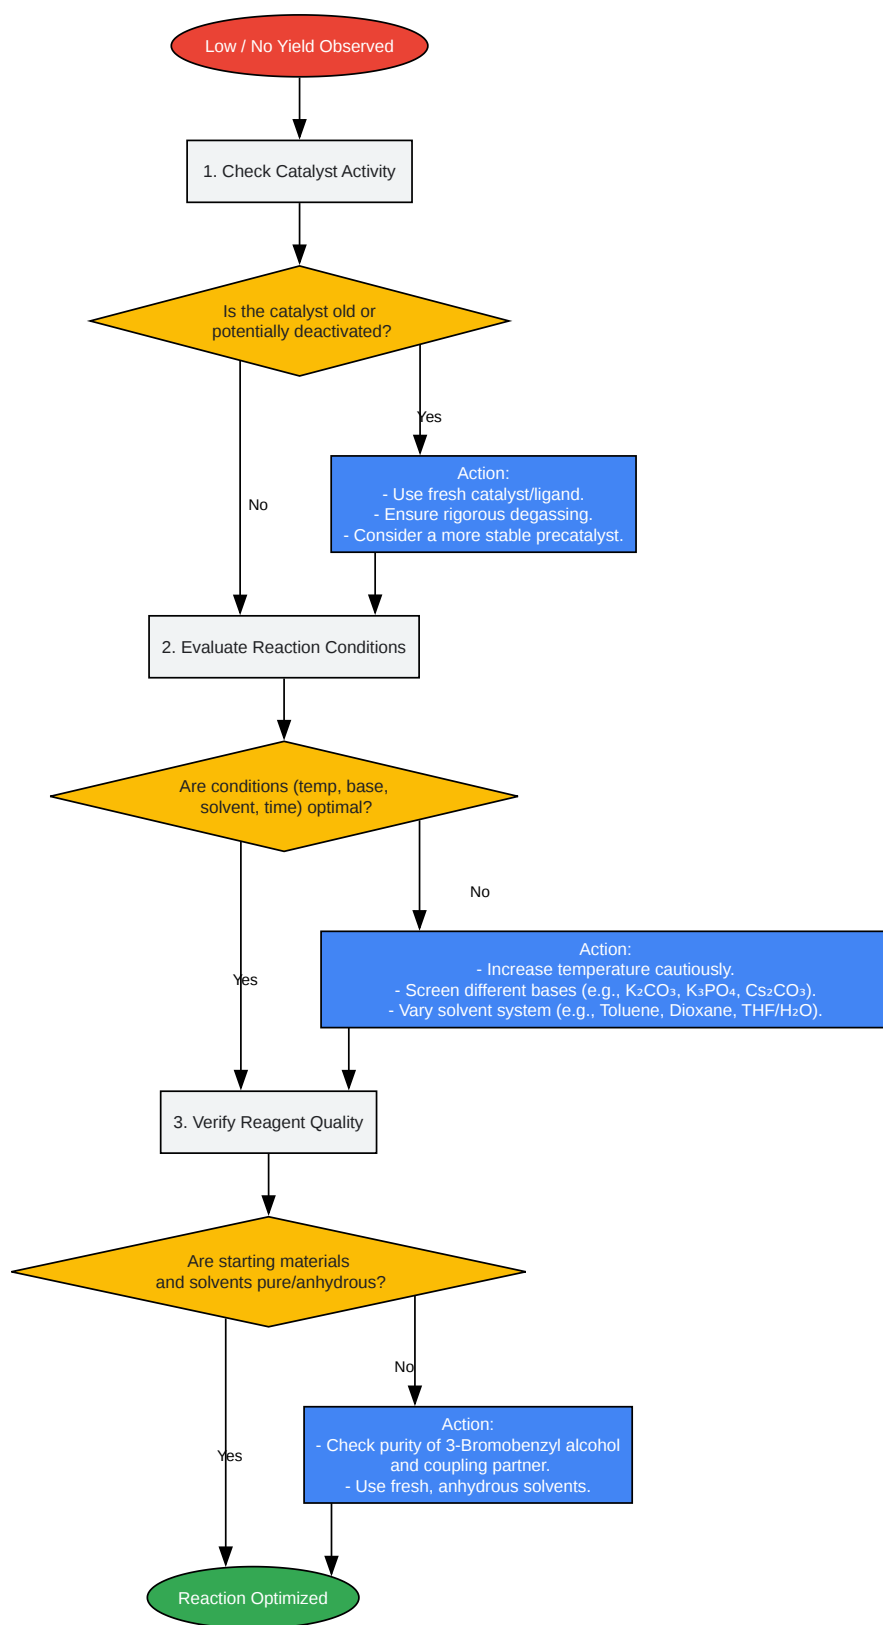 Low / No Yield Observed
1. Check Catalyst Activity
Is the catalyst old or
potentially deactivated?
Yes
Action:
- Use fresh catalyst/ligand.
- Ensure rigorous degassing.
- Consider a more stable precatalyst.
No
2. Evaluate Reaction Conditions
Are conditions (temp, base,
solvent, time) optimal?
No
Action:
- Increase temperature cautiously.
- Screen different bases (e.g., K₂CO₃, K₃PO₄, Cs₂CO₃).
- Vary solvent system (e.g., Toluene, Dioxane, THF/H₂O).
Yes
3. Verify Reagent Quality
Are starting materials
and solvents pure/anhydrous?
No
Action:
- Check purity of 3-Bromobenzyl alcohol
and coupling partner.
- Use fresh, anhydrous solvents.
Yes
Reaction Optimized